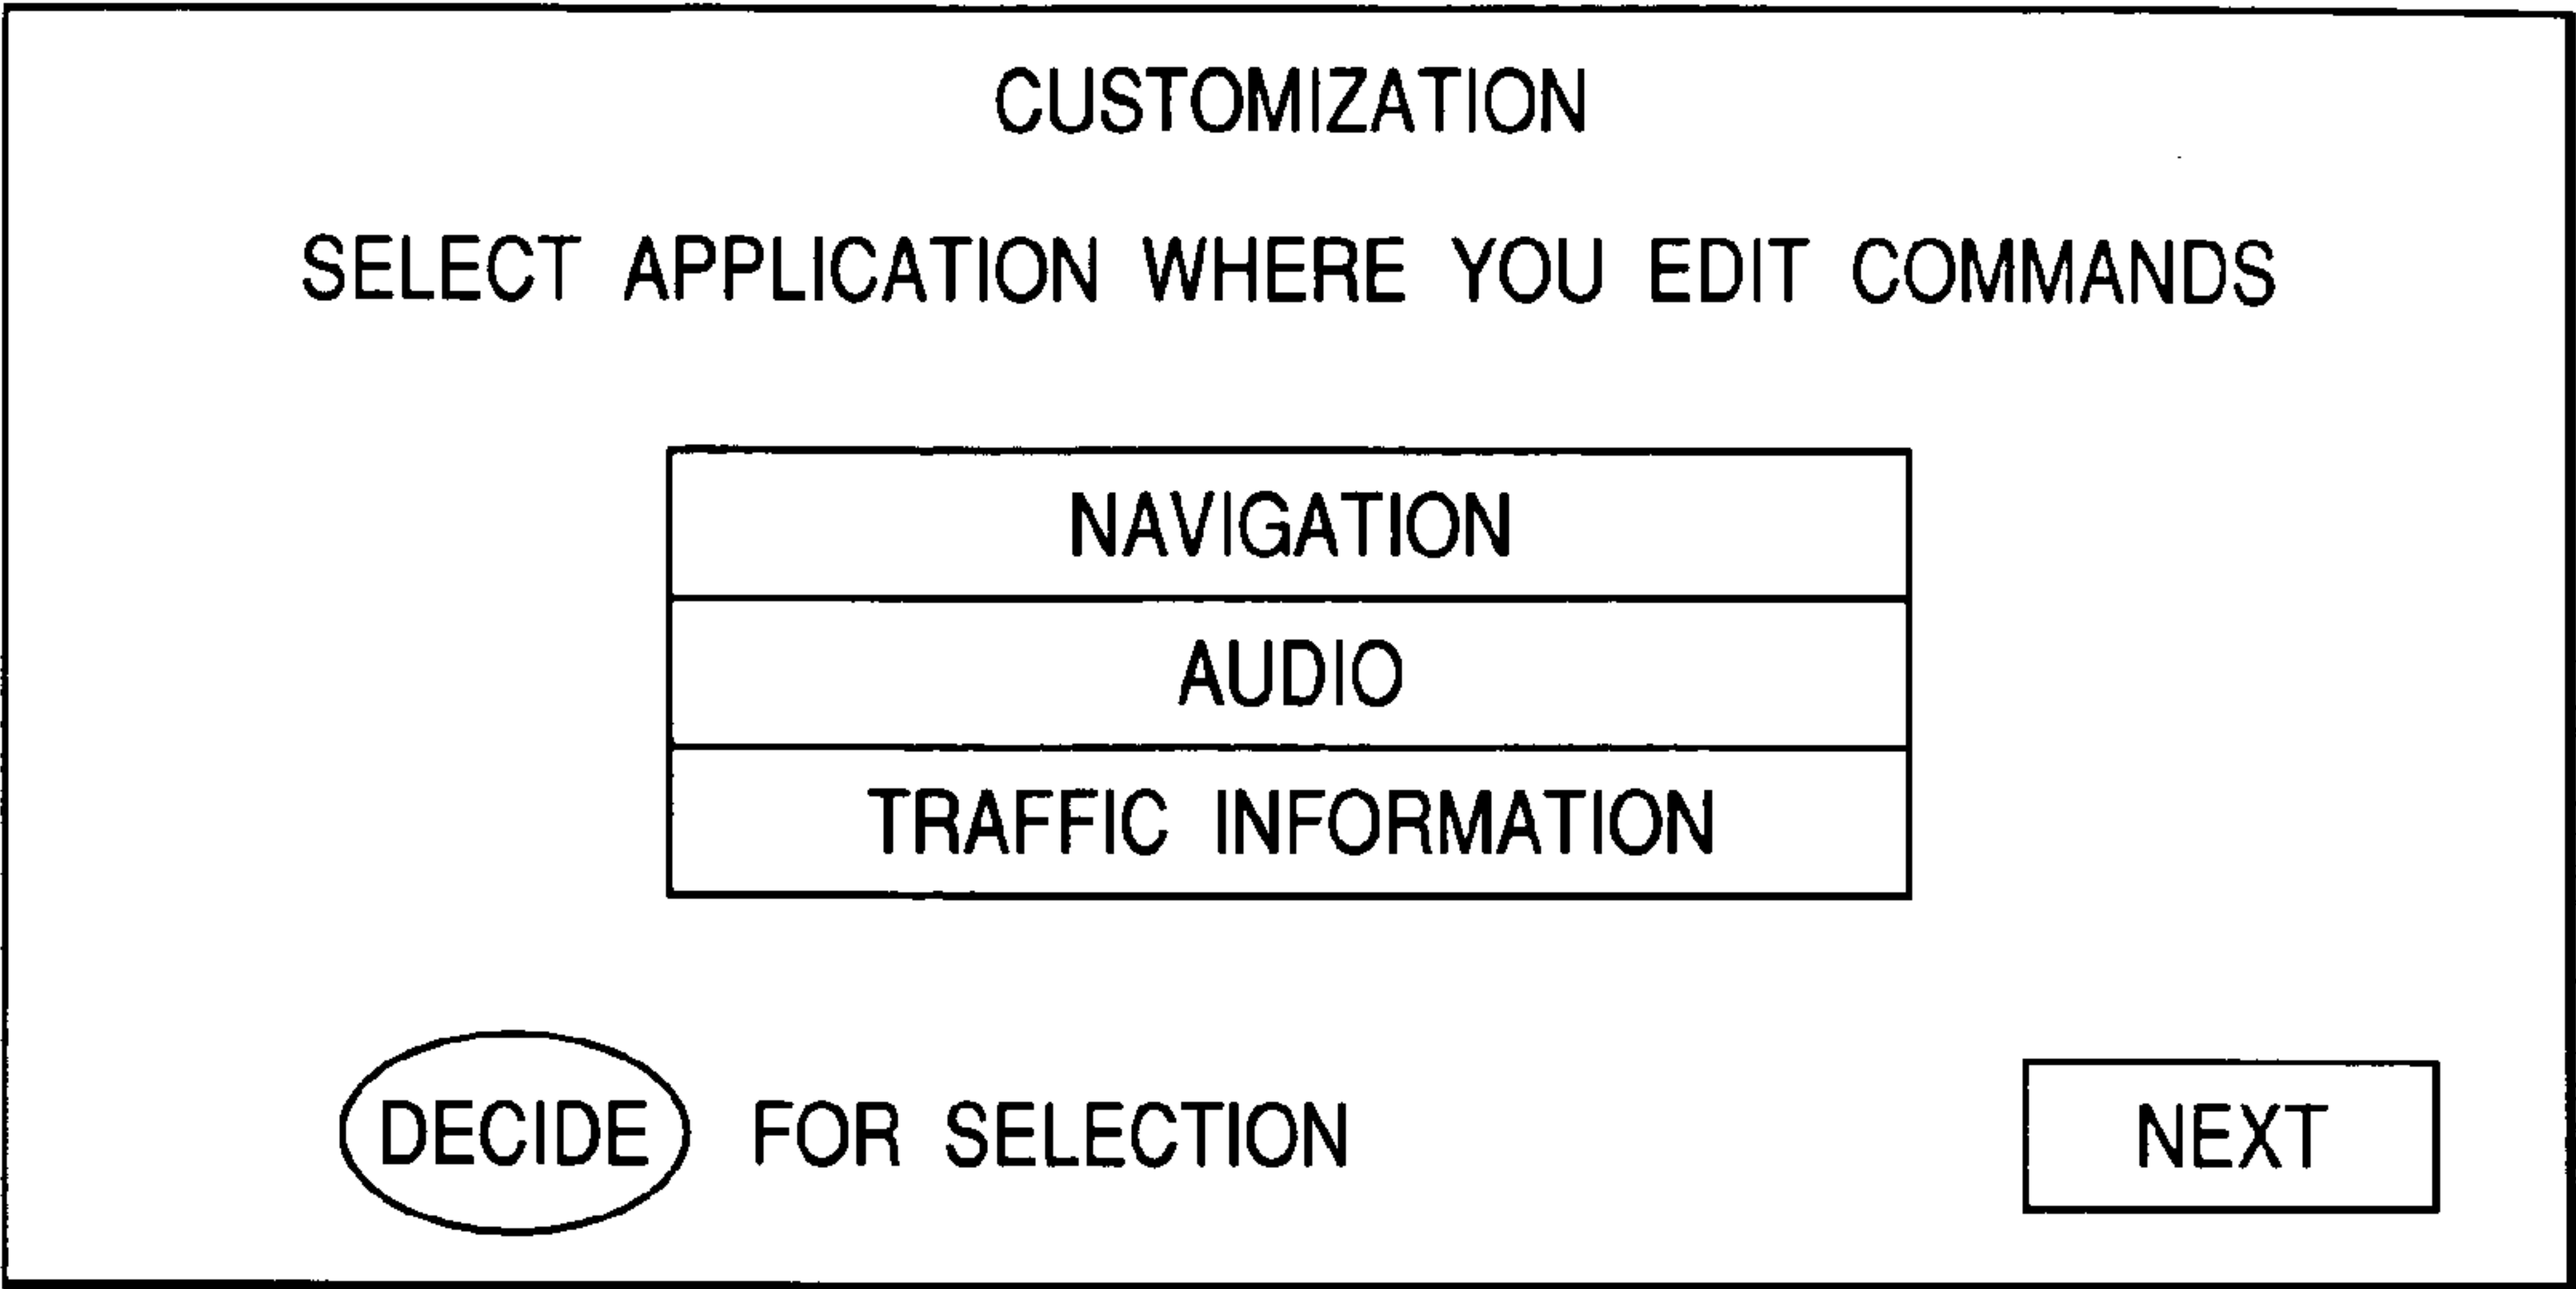 CUSTOMIZATION
SELECT APPLICATION WHERE YOU EDIT COMMANDS
NAVIGATION
AUDIO
TRAFFIC INFORMATION
DECIDE FOR SELECTION
NEXT